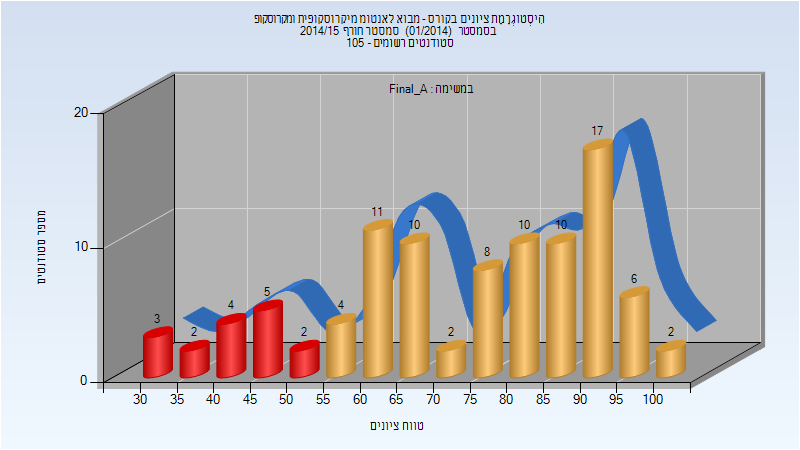 היסטוגרמת ציונים בקורס - מבוא לאנטומ מיקרוסקופית ומקרוסקופ
בסמסטר (01/2014) סמסטר חורף 2014/15
סטודנטים רשומים - 105
במשימה : Final_A
מספר סטודנטים
20
10
0
3
2
4
5
2
4
11
10
2
8
10
10
17
6
2
30 35 40 45 50 55 60 65 70 75 80 85 90 95 100
טווח ציונים